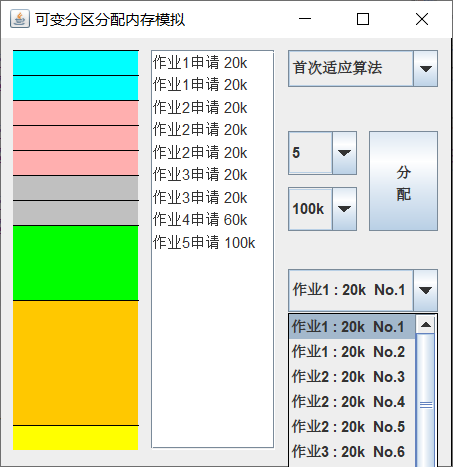 可变分区分配内存模拟
作业1申请 20k
作业1申请 20k
作业2申请 20k
作业2申请 20k
作业2申请 20k
作业3申请 20k
作业3申请 20k
作业4申请 60k
作业5申请 100k
首次适应算法
5
100k
分
配
作业1 : 20k No.1
作业1 : 20k No.1
作业1 : 20k No.2
作业2 : 20k No.3
作业2 : 20k No.4
作业2 : 20k No.5
作业3 : 20k No.6